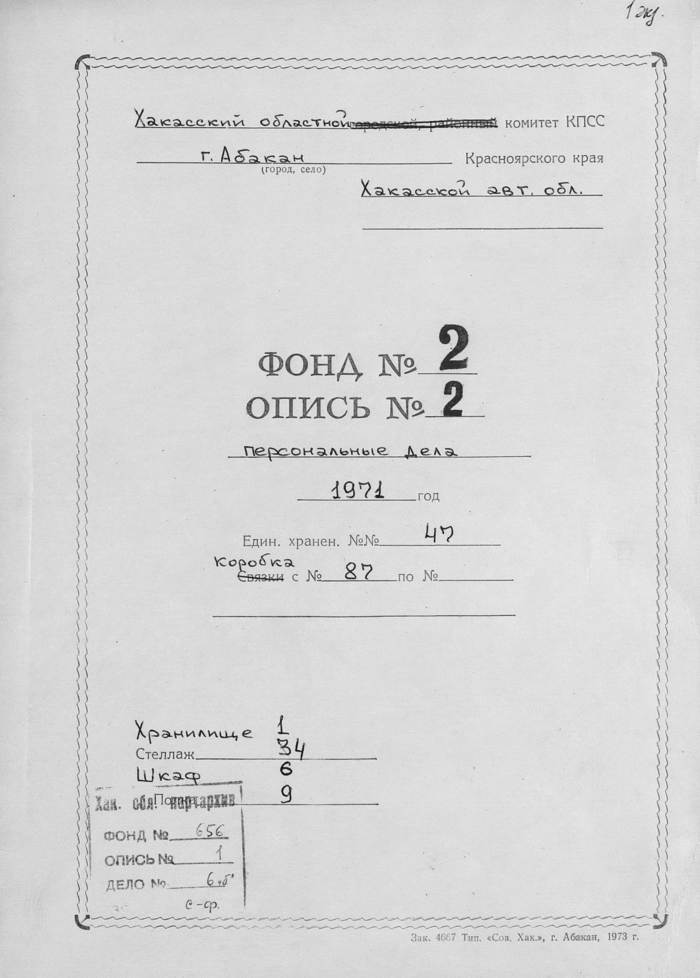 1 экз.
Хакасский областной городской, районный комитет КПСС
г. Абакан Красноярского края
(город, село)
Хакасской авт. обл.
ФОНД № 2
ОПИСЬ № 2
персональные дела
1971 год
Един. хранен. №№ 47
коробка
Связки с № 87 по №
Хранилище 1
Стеллаж 34
Шкаф 6
9
Хак. обл. партархив
ФОНД № 656
ОПИСЬ № 1
ДЕЛО №
Зак. 4667 Тип. «Сов. Хак.», г. Абакан, 1973 г.